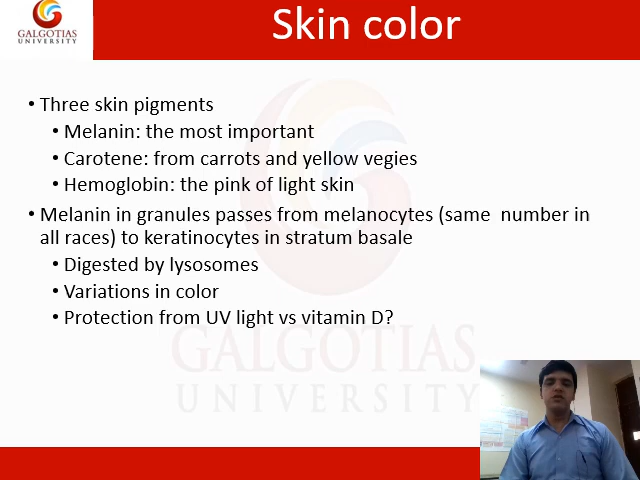 GALGOTIAS
UNIVERSITY
Skin color
• Three skin pigments
• Melanin: the most important
• Carotene: from carrots and yellow vegies
• Hemoglobin: the pink of light skin
• Melanin in granules passes from melanocytes (same  number in
all races) to keratinocytes in stratum basale
• Digested by lysosomes
• Variations in color
• Protection from UV light vs vitamin D?
GALGOTIAS
UNIVERSITY